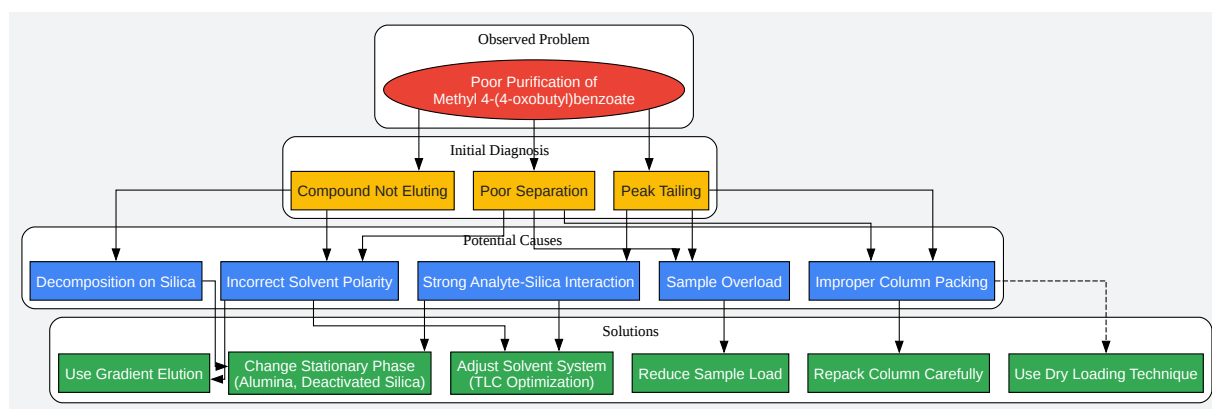 Observed Problem
Poor Purification of
Methyl 4-(4-oxobutyl)benzoate
Initial Diagnosis
Compound Not Eluting
Poor Separation
Peak Tailing
Potential Causes
Decomposition on Silica
Incorrect Solvent Polarity
Strong Analyte-Silica Interaction
Sample Overload
Improper Column Packing
Solutions
Use Gradient Elution
Change Stationary Phase
(Alumina, Deactivated Silica)
Adjust Solvent System
(TLC Optimization)
Reduce Sample Load
Repack Column Carefully
Use Dry Loading Technique